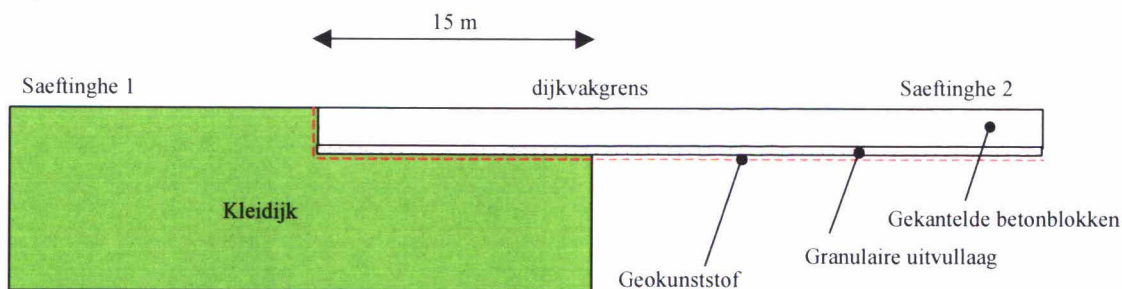 15 m
Saeftinghe 1
dijkvakgrens
Saeftinghe 2
Kleidijk
Gekantelde betonblokken
Granulaire uitvullaag
Geokunststof